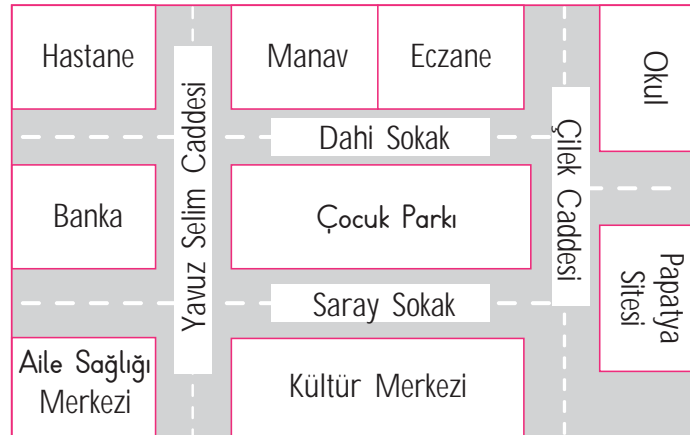 Hastane
Manav
Eczane
Okul
Yavuz Selim Caddesi
Dahi Sokak
Çilek Caddesi
Banka
Çocuk Parkı
Papatya
Sitesi
Saray Sokak
Aile Sağlığı
Merkezi
Kültür Merkezi